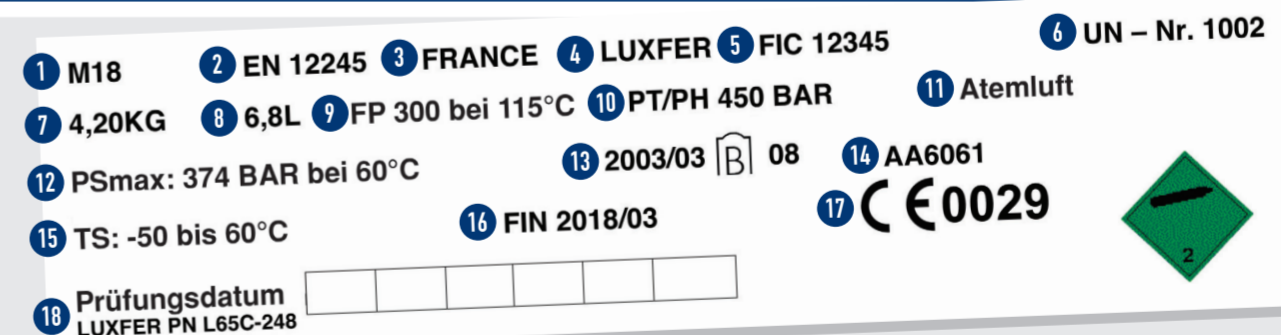 1 M18 2 EN 12245 3 FRANCE 4 LUXFER 5 FIC 12345 6 UN – Nr. 1002
7 4,20KG 8 6,8L 9 FP 300 bei 115°C 10 PT/PH 450 BAR 11 Atemluft
12 PSmax: 374 BAR bei 60°C 13 2003/03 B 08 14 AA6061
15 TS: -50 bis 60°C 16 FIN 2018/03 17 CE0029
2
18 Prüfungsdatum
LUXFER PN L65C-248